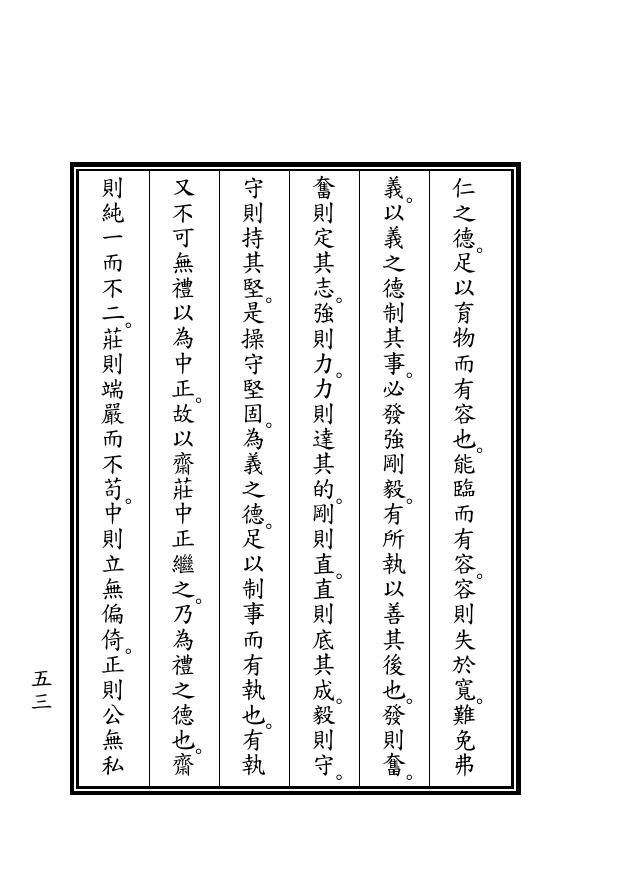 仁之德。足以育物而有容也。能臨而有容。容則失於寬。難免弗
義。以義之德制其事。必發強剛毅。有所執以善其後也。發則奮。
奮則定其志。強則力。力則達其的。剛則直。直則底其成。毅則守。
守則持其堅。是操守堅固。為義之德。足以制事而有執也。有執
又不可無禮以為中正。故以齋莊中正繼之。乃為禮之德也。齋
則純一而不二。莊則端嚴而不苟。中則立無偏倚。正則公無私
五三